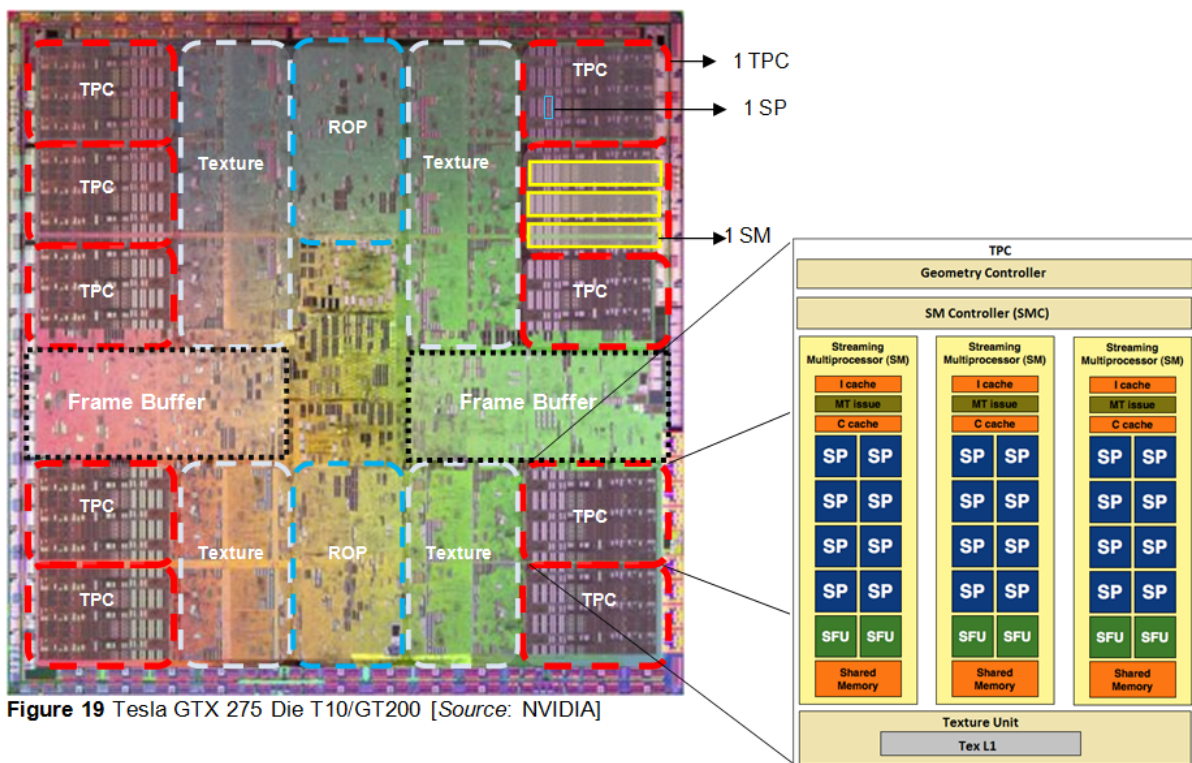 TPC
Texture
ROP
Texture
TPC
1 TPC
1 SP
TPC
1 SM
TPC
TPC
Frame Buffer
Frame Buffer
TPC
Texture
ROP
Texture
TPC
TPC
TPC
TPC
Geometry Controller
SM Controller (SMC)
Streaming
Multiprocessor (SM)
I cache
MT issue
C cache
SP SP
SP SP
SP SP
SP SP
SFU SFU
Shared
Memory
Streaming
Multiprocessor (SM)
I cache
MT issue
C cache
SP SP
SP SP
SP SP
SP SP
SFU SFU
Shared
Memory
Streaming
Multiprocessor (SM)
I cache
MT issue
C cache
SP SP
SP SP
SP SP
SP SP
SFU SFU
Shared
Memory
Texture Unit
Tex L1
Figure 19 Tesla GTX 275 Die T10/GT200 [Source: NVIDIA]